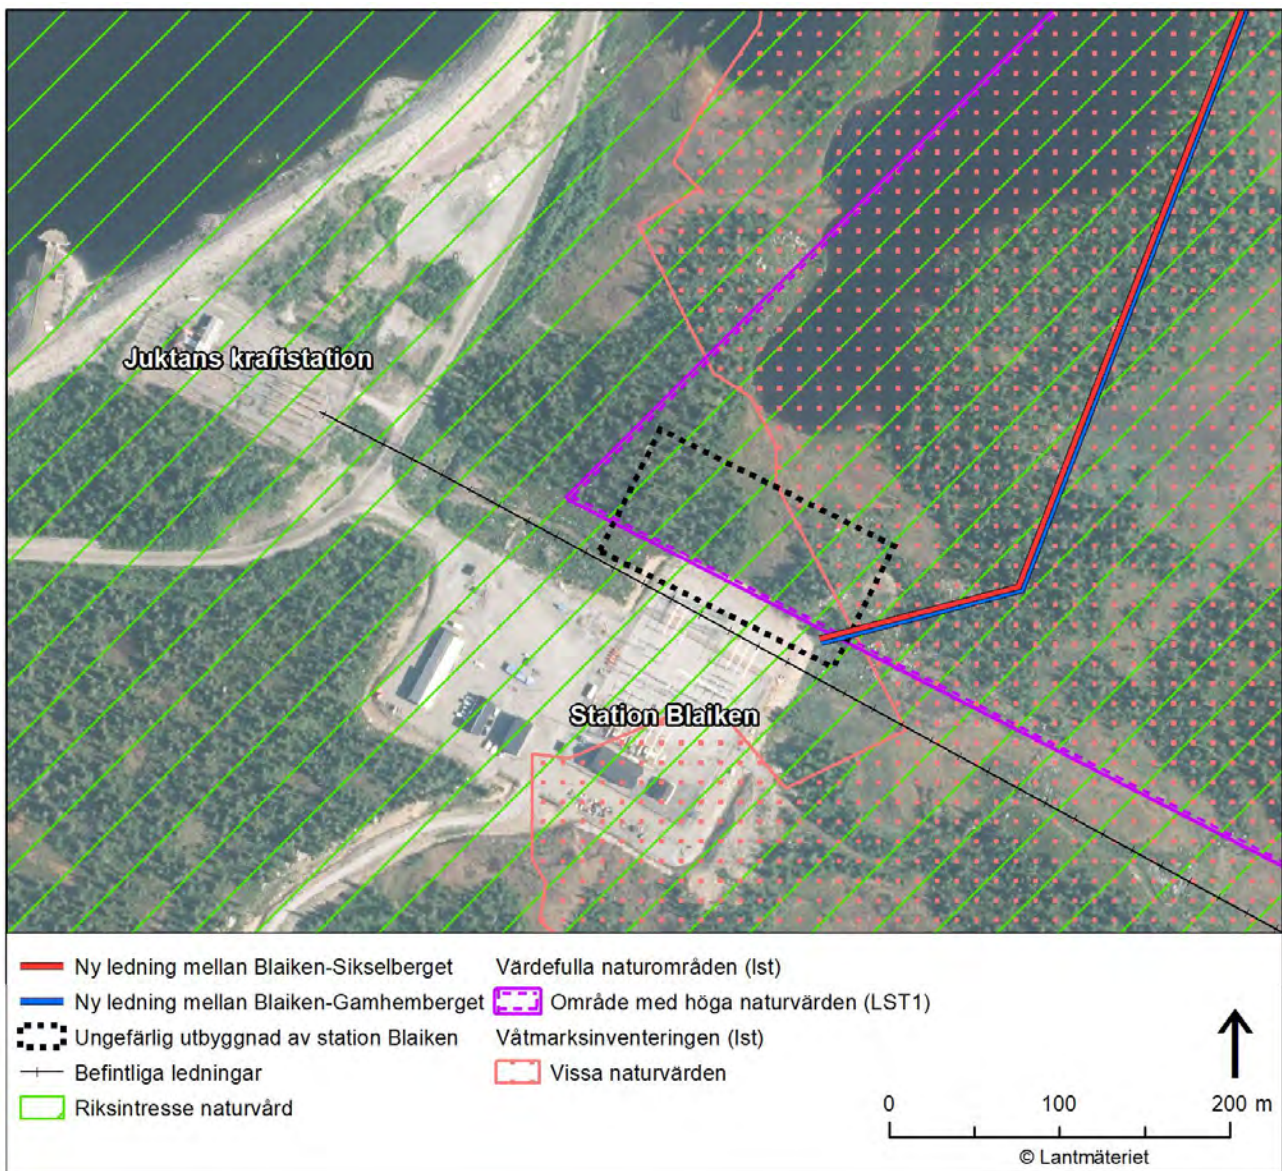 Juktans kraftstation
Station Blaiken
Ny ledning mellan Blaiken-Sikselberget
Ny ledning mellan Blaiken-Gamhemberget
Ungefärlig utbyggnad av station Blaiken
Befintliga ledningar
Riksintresse naturvård
Värdefulla naturområden (lst)
Område med höga naturvärden (LST1)
Våtmarksinventeringen (lst)
Vissa naturvärden
0 100 200 m
© Lantmäteriet